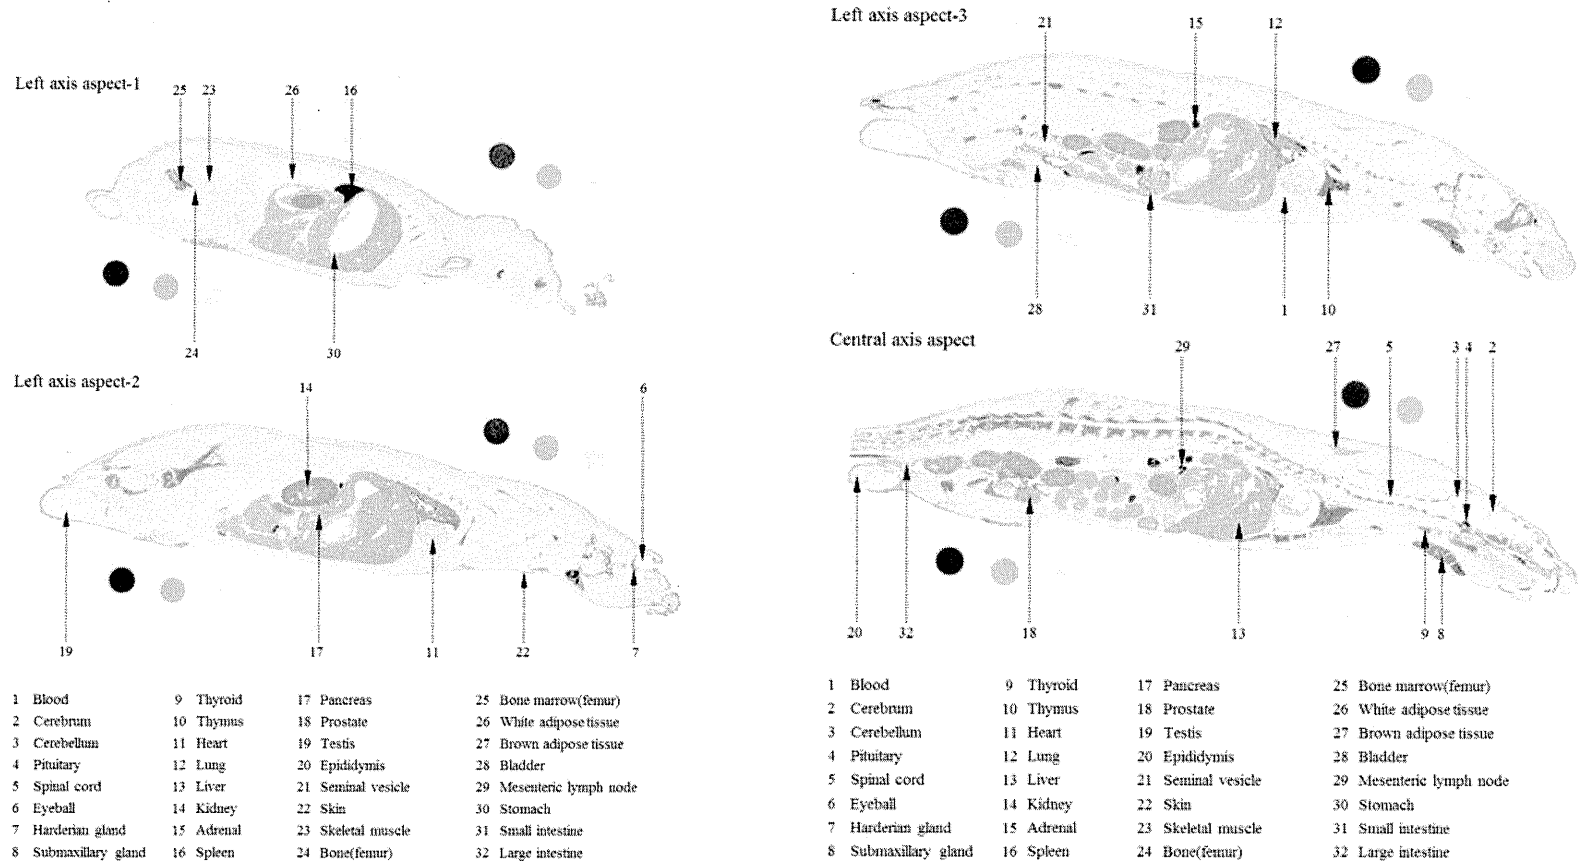 Left axis aspect-1
25 23 26 16
24 30
Left axis aspect-2
14 6
19 17 11 22 7
1 Blood 9 Thyroid 17 Pancreas 25 Bone marrow(femur)
2 Cerebrum 10 Thymus 18 Prostate 26 White adipose tissue
3 Cerebellum 11 Heart 19 Testis 27 Brown adipose tissue
4 Pituitary 12 Lung 20 Epididymis 28 Bladder
5 Spinal cord 13 Liver 21 Seminal vesicle 29 Mesenteric lymph node
6 Eyeball 14 Kidney 22 Skin 30 Stomach
7 Harderian gland 15 Adrenal 23 Skeletal muscle 31 Small intestine
8 Submaxillary gland 16 Spleen 24 Bone(femur) 32 Large intestine
Left axis aspect-3
21 15 12
28 31 1 10
Central axis aspect
29 27 5 3 4 2
20 32 18 13 9 8
1 Blood 9 Thyroid 17 Pancreas 25 Bone marrow(femur)
2 Cerebrum 10 Thymus 18 Prostate 26 White adipose tissue
3 Cerebellum 11 Heart 19 Testis 27 Brown adipose tissue
4 Pituitary 12 Lung 20 Epididymis 28 Bladder
5 Spinal cord 13 Liver 21 Seminal vesicle 29 Mesenteric lymph node
6 Eyeball 14 Kidney 22 Skin 30 Stomach
7 Harderian gland 15 Adrenal 23 Skeletal muscle 31 Small intestine
8 Submaxillary gland 16 Spleen 24 Bone(femur) 32 Large intestine